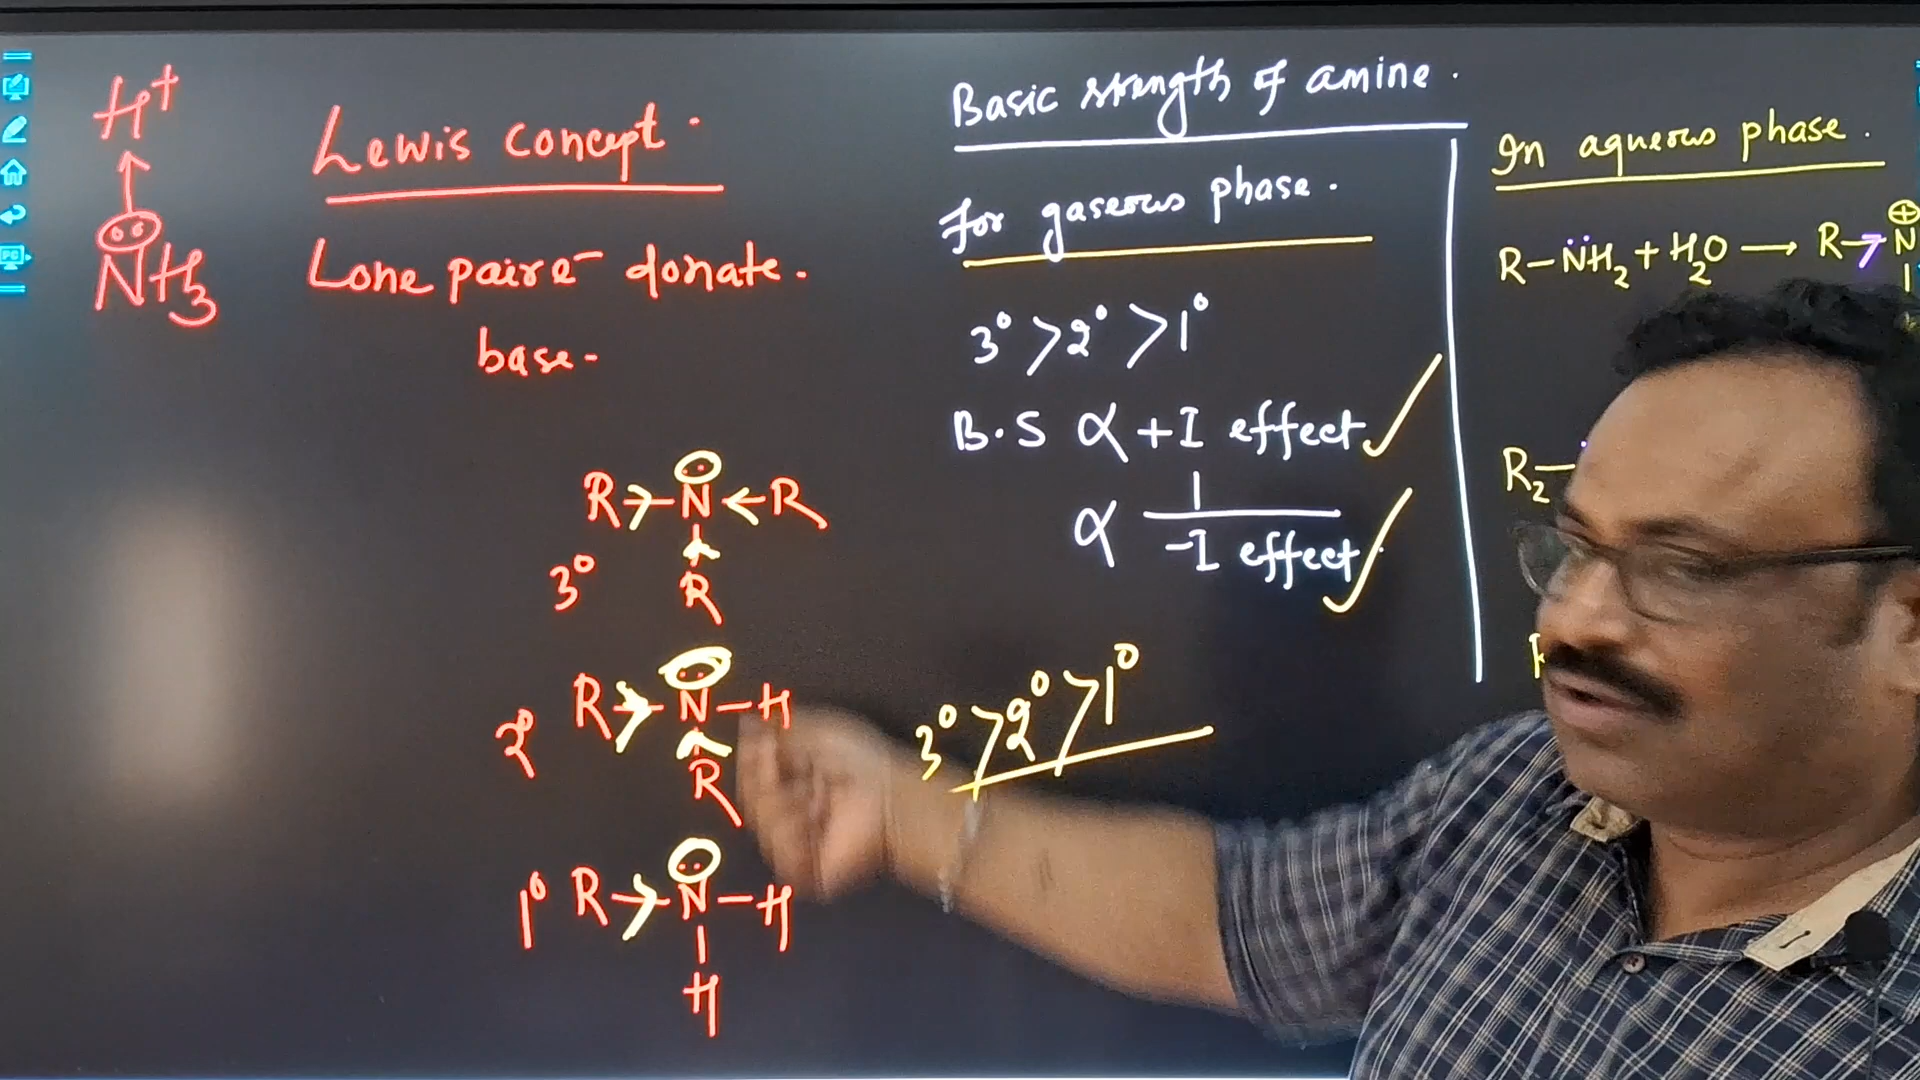 H+
↑
NH3
Lewis concept.
Lone paire donate.
base.
R→N←R
↑
R
3°
R→N–H
↑
R
2°
1° R→N–H
|
H
Basic strength of amine.
For gaseous phase.
3° > 2° > 1°
B.S α +I effect ✓
α 1/-I effect ✓
3° > 2° > 1°
In aqueous phase.
R–NH2 + H2O → R→N
R2–